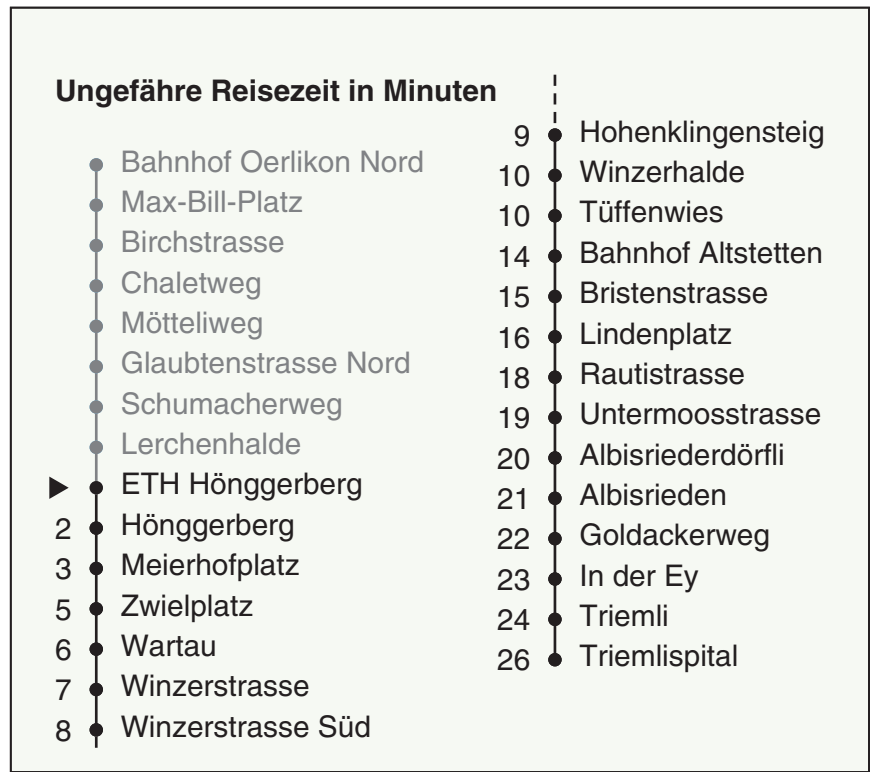 Ungefähre Reisezeit in Minuten
Bahnhof Oerlikon Nord
Max-Bill-Platz
Birchstrasse
Chaletweg
Mötteliweg
Glaubtenstrasse Nord
Schumacherweg
Lerchenhalde
ETH Hönggerberg
2 Hönggerberg
3 Meierhofplatz
5 Zwielplatz
6 Wartau
7 Winzerstrasse
8 Winzerstrasse Süd
9 Hohenklingensteig
10 Winzerhalde
10 Tüffenwies
14 Bahnhof Altstetten
15 Bristenstrasse
16 Lindenplatz
18 Rautistrasse
19 Untermoosstrasse
20 Albisriederdörfli
21 Albisrieden
22 Goldackerweg
23 In der Ey
24 Triemli
26 Triemlispital